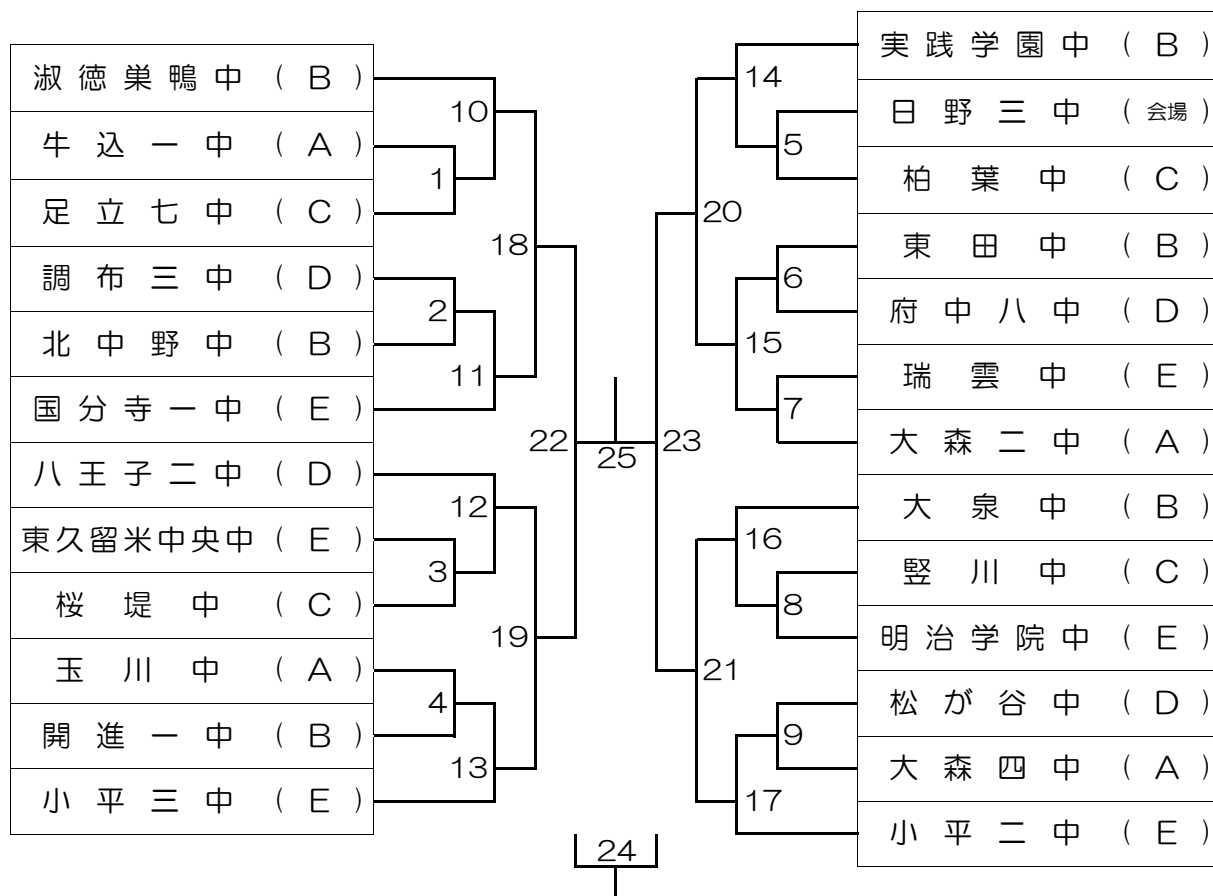 淑徳巣鴨中 ( B )
牛込一中 ( A )
足立七中 ( C )
調布三中 ( D )
北中野中 ( B )
国分寺一中 ( E )
八王子二中 ( D )
東久留米中央中 ( E )
桜堤中 ( C )
玉川中 ( A )
開進一中 ( B )
小平三中 ( E )
10
1
18
2
11
22
12
3
19
4
13
25
24
23
20
21
14
5
6
15
7
16
8
9
17
実践学園中 ( B )
日野三中 ( 会場 )
柏葉中 ( C )
東田中 ( B )
府中八中 ( D )
瑞雲中 ( E )
大森二中 ( A )
大泉中 ( B )
竪川中 ( C )
明治学院中 ( E )
松が谷中 ( D )
大森四中 ( A )
小平二中 ( E )